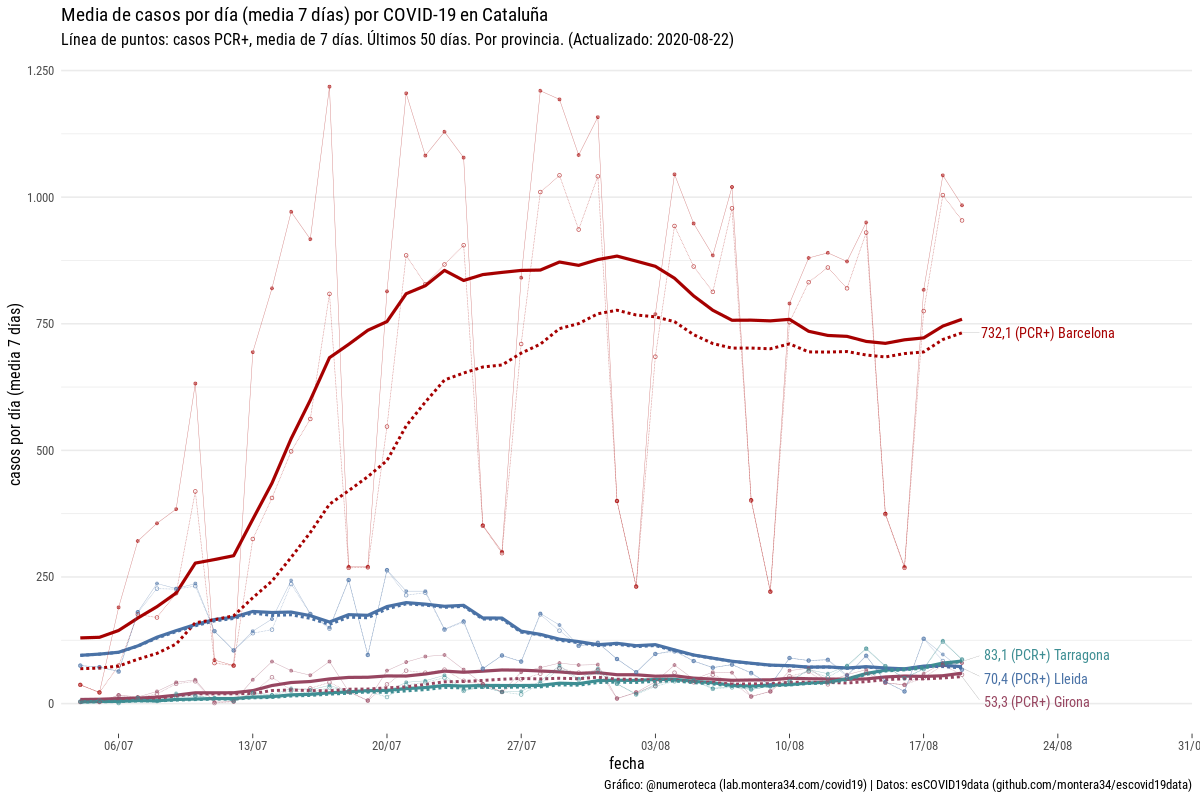 Media de casos por día (media 7 días) por COVID-19 en Cataluña
Línea de puntos: casos PCR+, media de 7 días. Últimos 50 días. Por provincia. (Actualizado: 2020-08-22)
casos por día (media 7 días)
1.250
1.000
750
500
250
0
732,1 (PCR+) Barcelona
83,1 (PCR+) Tarragona
70,4 (PCR+) Lleida
53,3 (PCR+) Girona
06/07
13/07
20/07
27/07
03/08
10/08
17/08
24/08
31/0
fecha
Gráfico: @numeroteca (lab.montera34.com/covid19) | Datos: esCOVID19data (github.com/montera34/escovid19data)